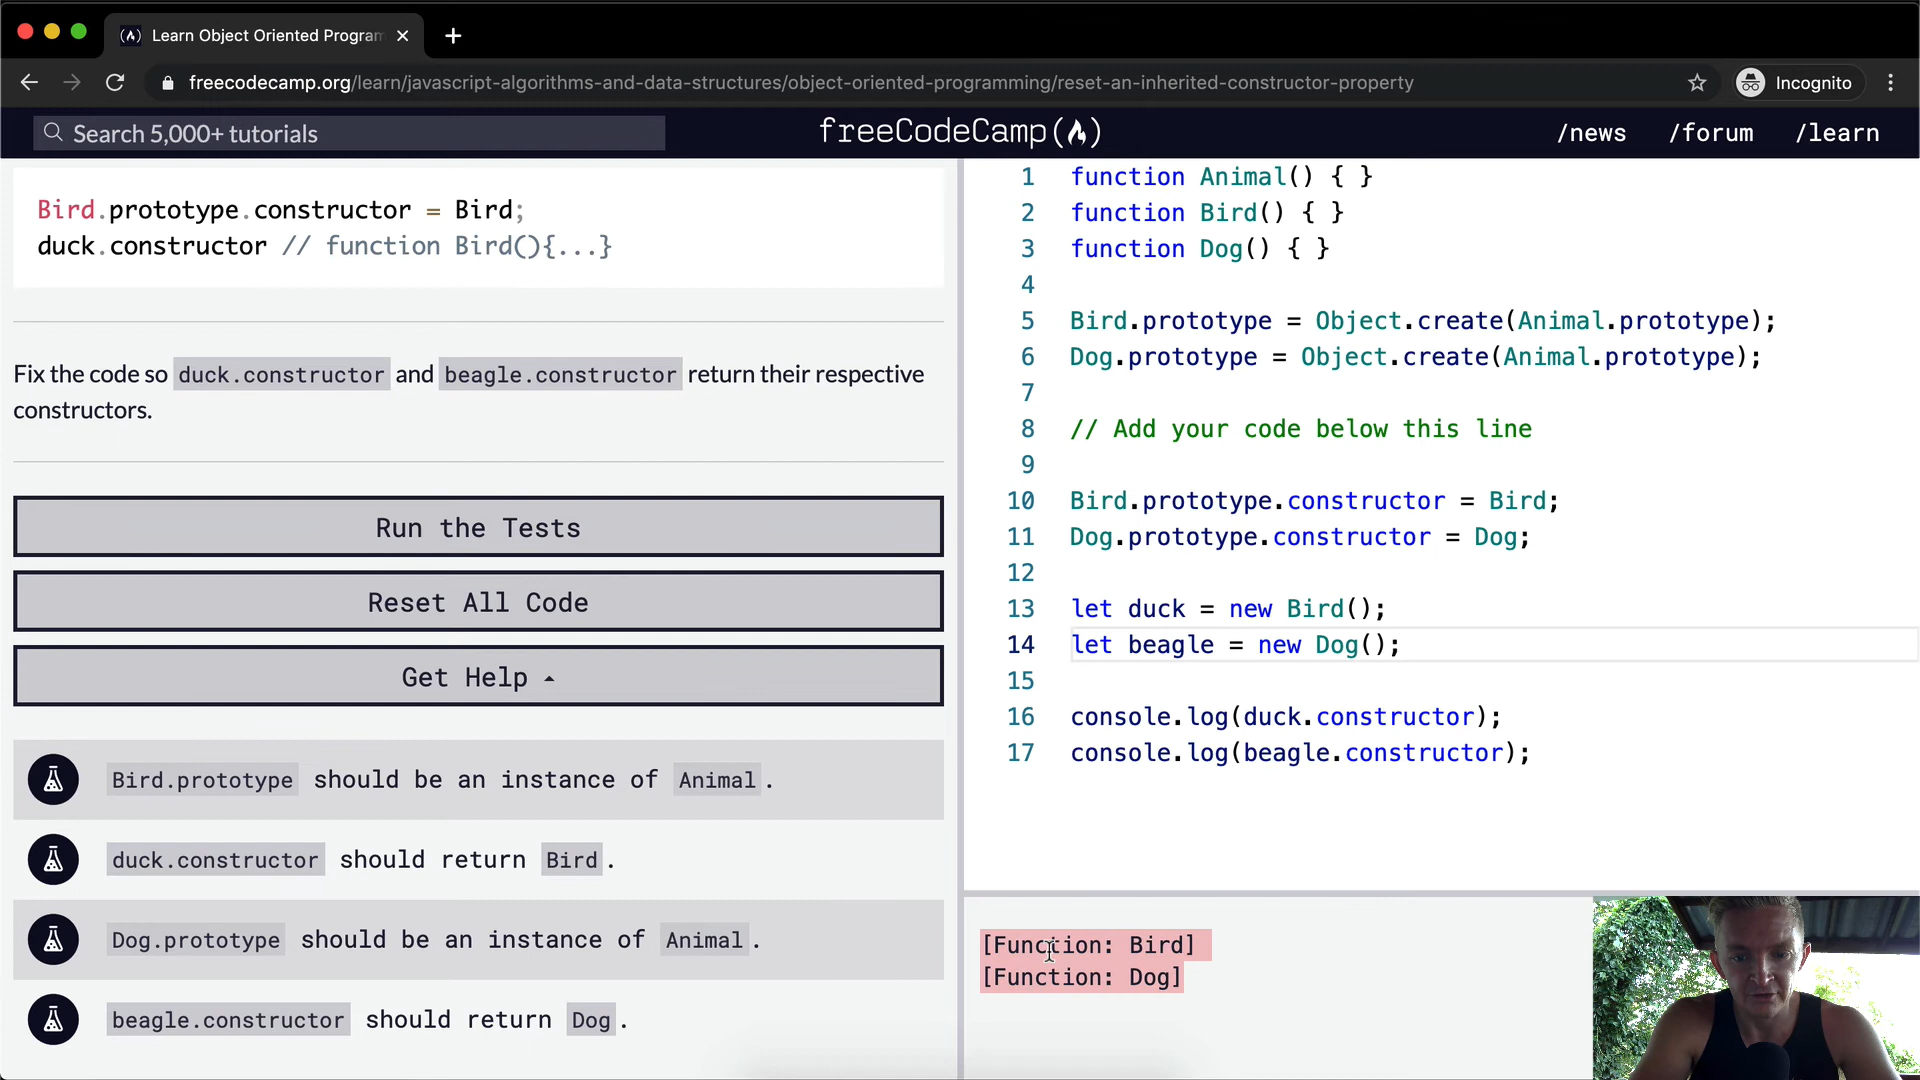 Learn Object Oriented Program
freecodecamp.org/learn/javascript-algorithms-and-data-structures/object-oriented-programming/reset-an-inherited-constructor-property
Incognito
Search 5,000+ tutorials
freeCodeCamp
/news
/forum
/learn
Bird.prototype.constructor = Bird;
duck.constructor // function Bird(){...}
Fix the code so duck.constructor and beagle.constructor return their respective
constructors.
Run the Tests
Reset All Code
Get Help
Bird.prototype should be an instance of Animal.
duck.constructor should return Bird.
Dog.prototype should be an instance of Animal.
beagle.constructor should return Dog.
1 function Animal() { }
2 function Bird() { }
3 function Dog() { }
4
5 Bird.prototype = Object.create(Animal.prototype);
6 Dog.prototype = Object.create(Animal.prototype);
7
8 // Add your code below this line
9
10 Bird.prototype.constructor = Bird;
11 Dog.prototype.constructor = Dog;
12
13 let duck = new Bird();
14 let beagle = new Dog();
15
16 console.log(duck.constructor);
17 console.log(beagle.constructor);
[Function: Bird]
[Function: Dog]